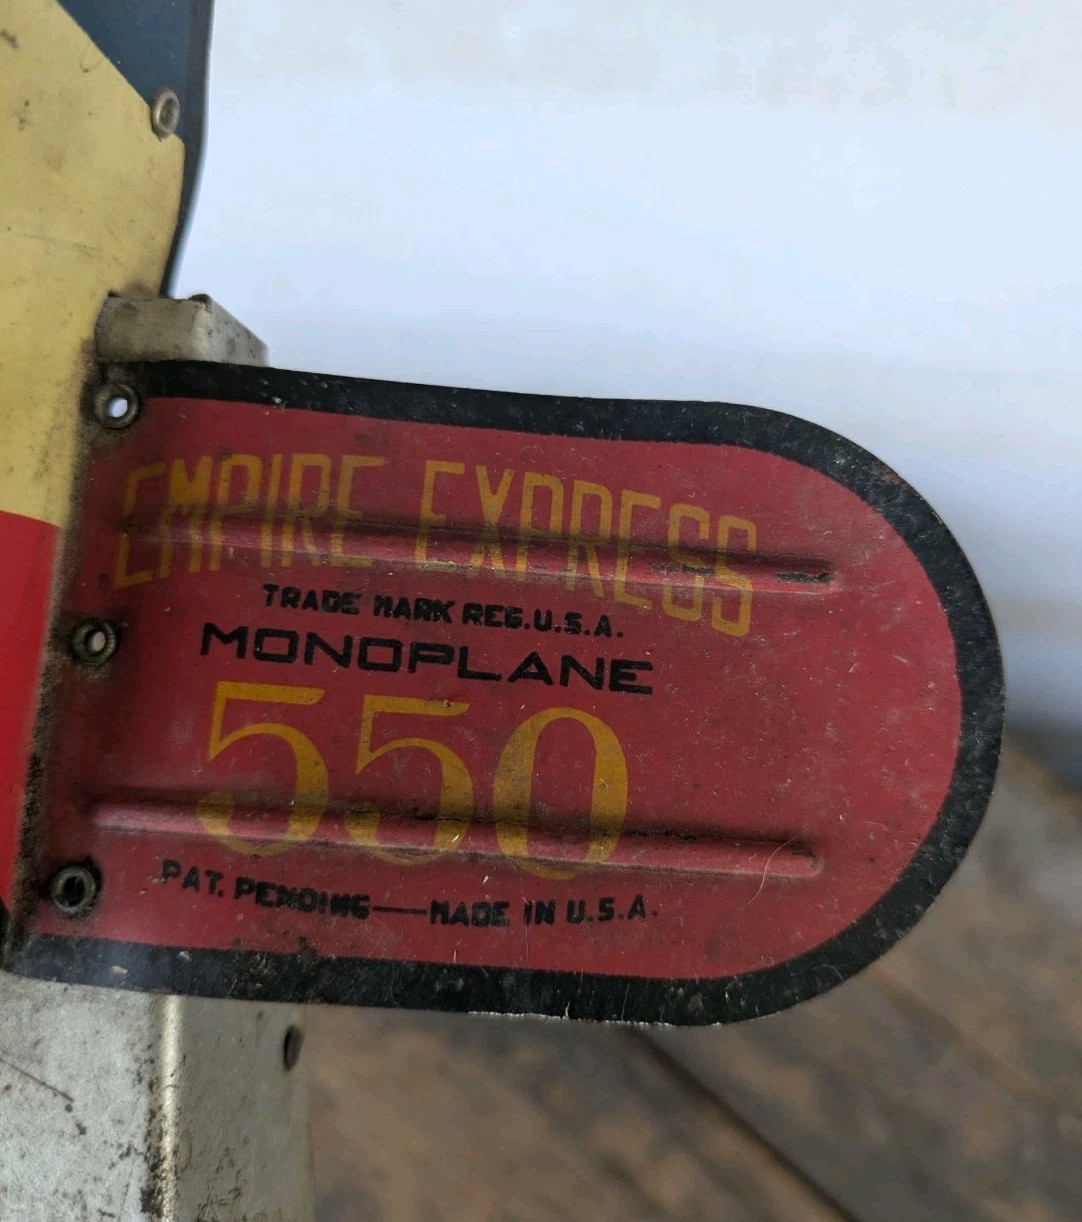 EMPIRE EXPRESS
TRADE MARK REG.U.S.A.
MONOPLANE
550
PAT. PENDING—MADE IN U.S.A.